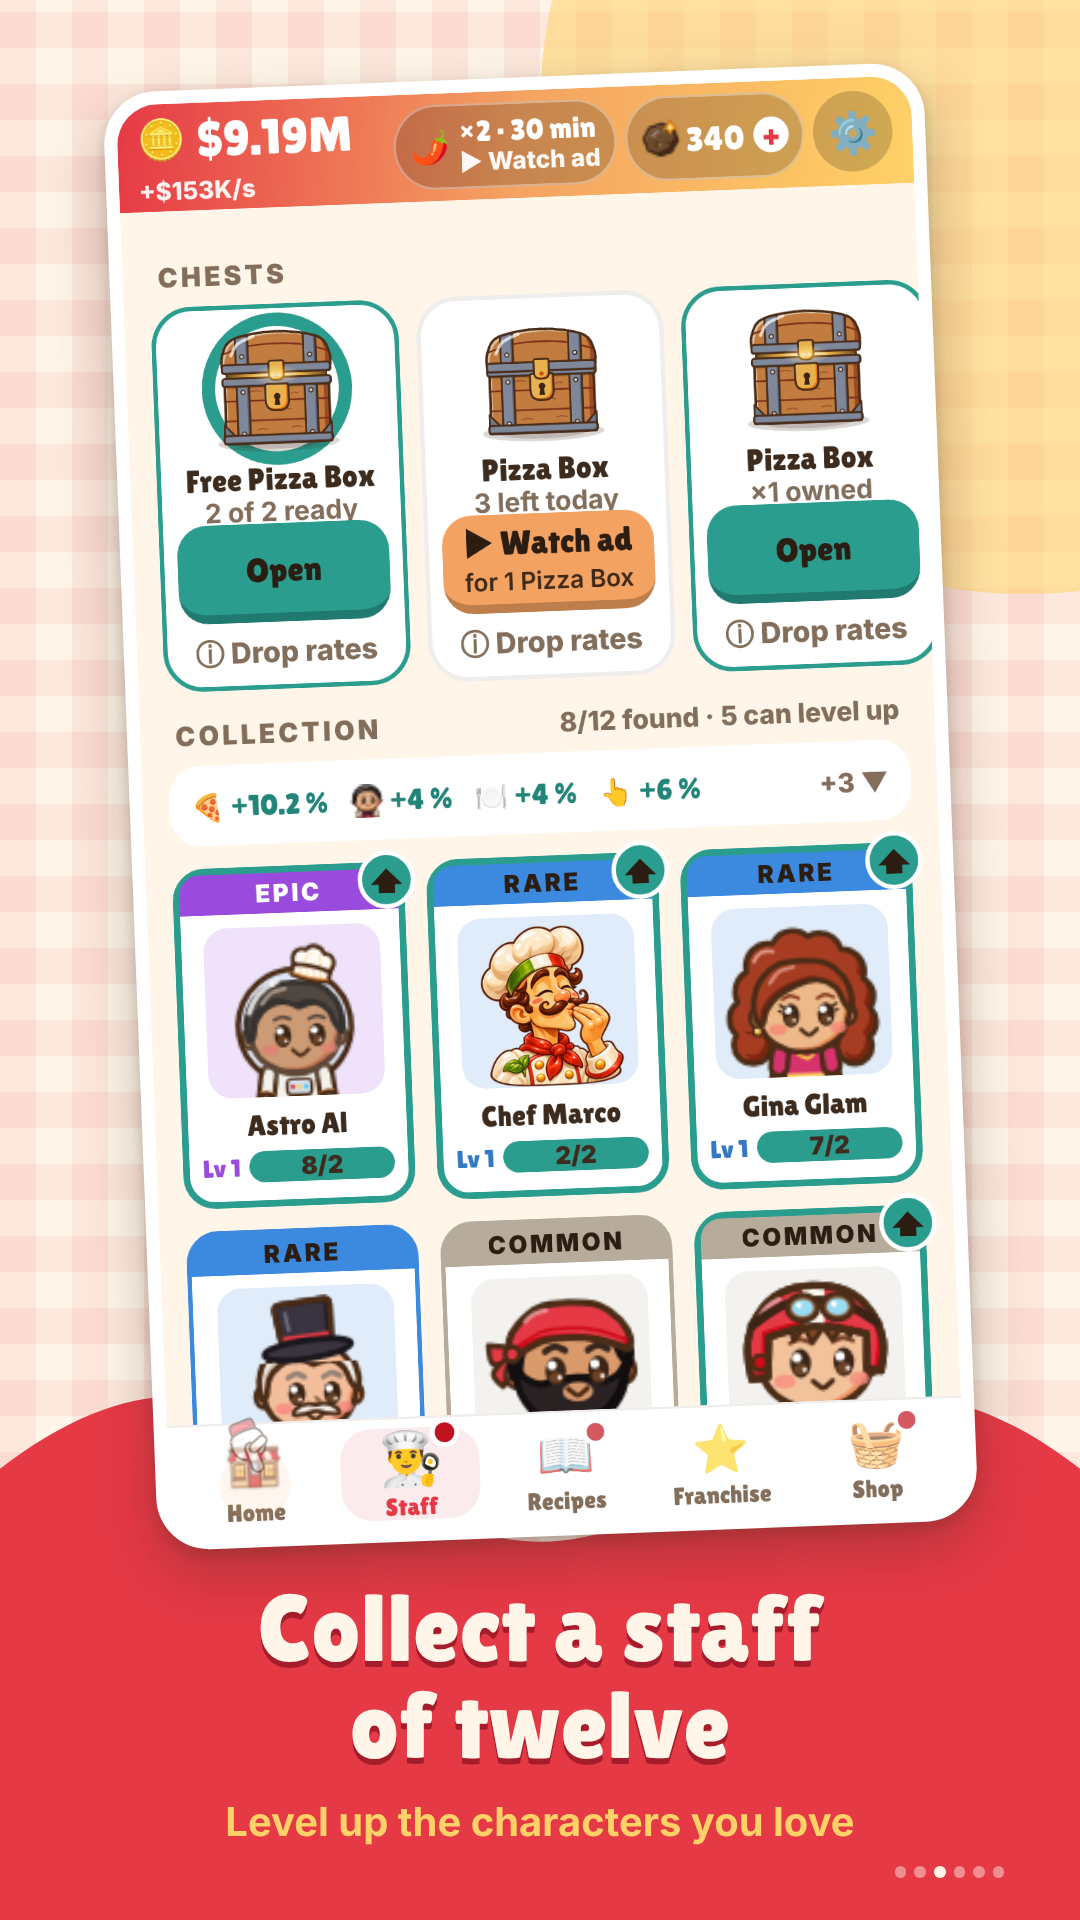 $9.19M
+$153K/s
×2 · 30 min
▶ Watch ad
340 +
CHESTS
Free Pizza Box
2 of 2 ready
Open
ⓘ Drop rates
Pizza Box
3 left today
▶ Watch ad
for 1 Pizza Box
ⓘ Drop rates
Pizza Box
×1 owned
Open
ⓘ Drop rates
COLLECTION
8/12 found · 5 can level up
+10.2 %
+4 %
+4 %
+6 %
+3 ▼
EPIC
Astro Al
Lv 1
8/2
RARE
Chef Marco
Lv 1
2/2
RARE
Gina Glam
Lv 1
7/2
RARE
COMMON
COMMON
Home
Staff
Recipes
Franchise
Shop
Collect a staff
of twelve
Level up the characters you love